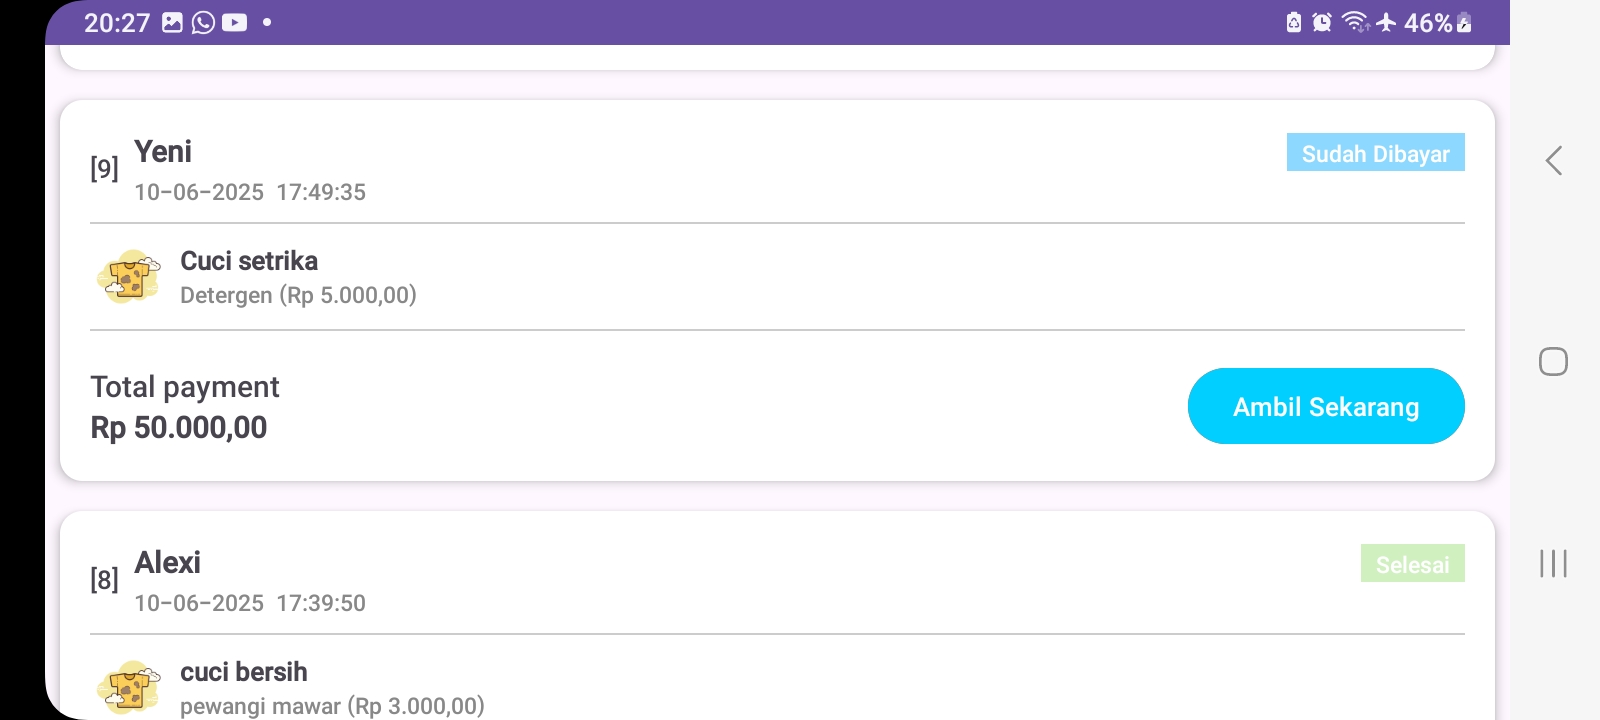 20:27 46%
[9] Yeni Sudah Dibayar
10-06-2025 17:49:35
Cuci setrika
Detergen (Rp 5.000,00)
Total payment
Rp 50.000,00
Ambil Sekarang
[8] Alexi Selesai
10-06-2025 17:39:50
cuci bersih
pewangi mawar (Rp 3.000,00)